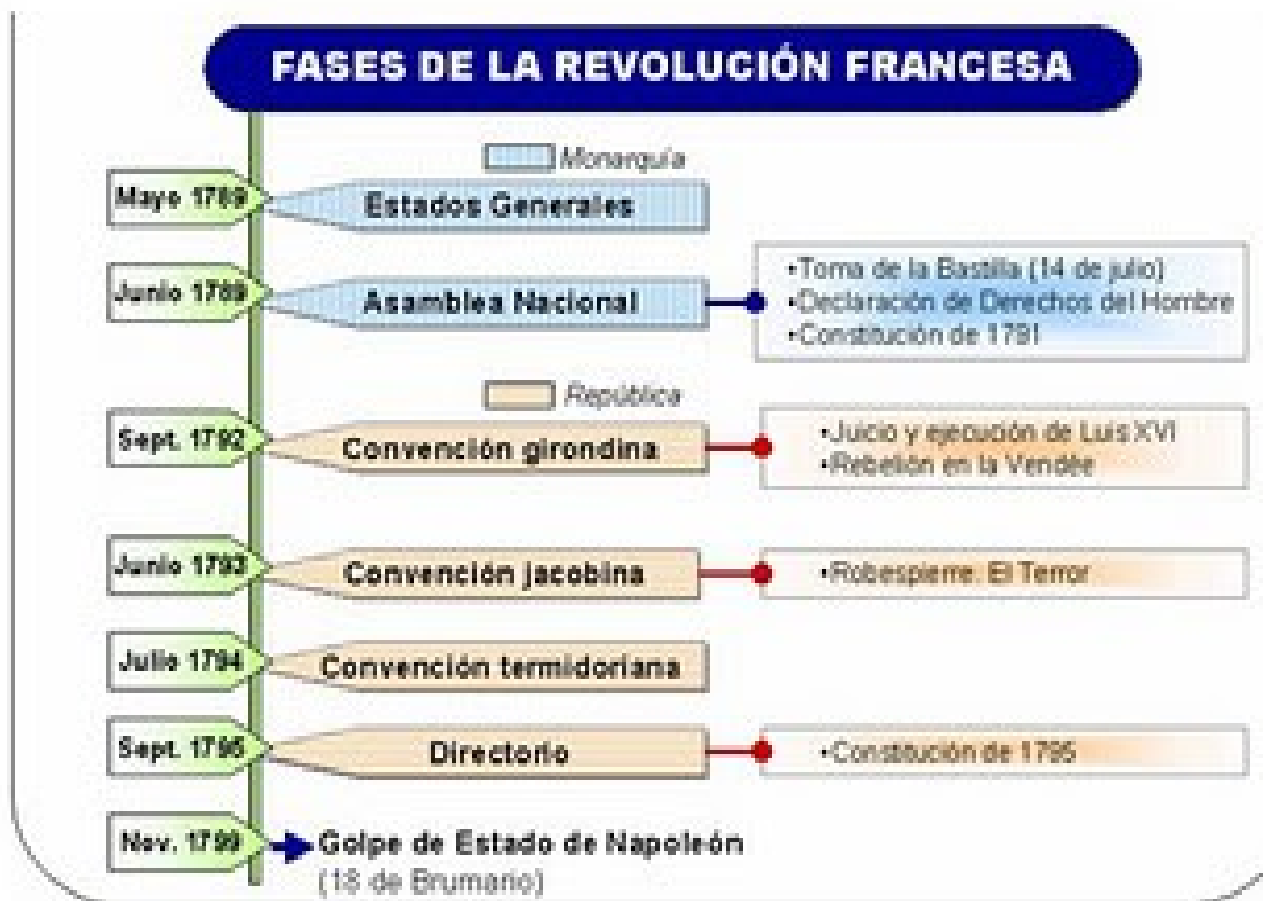 FASES DE LA REVOLUCIÓN FRANCESA
Monarquía
Mayo 1789
Estados Generales
Junio 1789
Asamblea Nacional
•Toma de la Bastilla (14 de julio)
•Declaración de Derechos del Hombre
•Constitución de 1791
República
Sept. 1792
Convención girondina
•Juicio y ejecución de Luis XVI
•Rebelión en la Vendée
Junio 1793
Convención jacobina
•Robespierre. El Terror
Julio 1794
Convención termidoriana
Sept. 1795
Directorio
•Constitución de 1795
Nov. 1799
Golpe de Estado de Napoleón
(18 de Brumario)